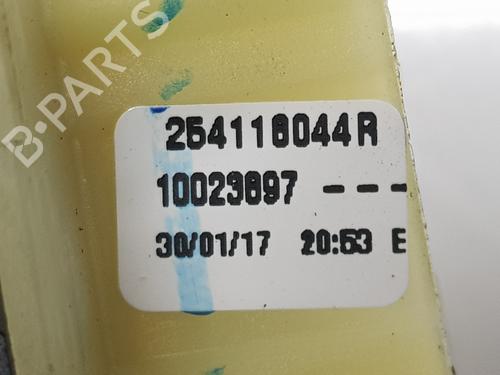 B-PARTS
254118044R
10023897 ---
30/01/17 20:53 E